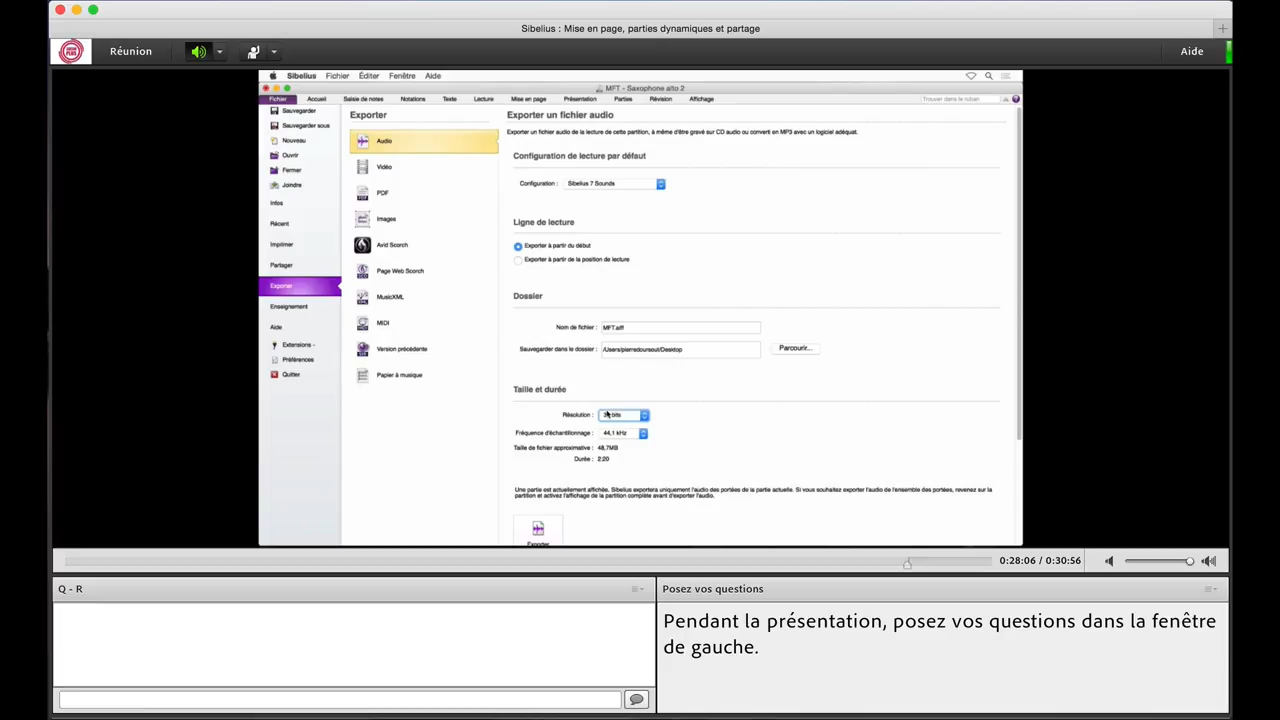 Sibelius : Mise en page, parties dynamiques et partage
Réunion
Aide
Sibelius Fichier Éditer Fenêtre Aide
MFT - Saxophone alto 2
Fichier Accueil Saisie de notes Notations Texte Lecture Mise en page Présentation Parties Révision Affichage Trouver dans le ruban
Sauvegarder
Sauvegarder sous
Nouveau
Ouvrir
Fermer
Joindre
Infos
Récent
Imprimer
Partager
Exporter
Enseignement
Aide
Extensions -
Préférences
Quitter
Exporter
Audio
Vidéo
PDF
Images
Avid Scorch
Page Web Scorch
MusicXML
MIDI
Version précédente
Papier à musique
Exporter un fichier audio
Exporter un fichier audio de la lecture de cette partition, à même d'être gravé sur CD audio ou convert en MP3 avec un logiciel adéquat.
Configuration de lecture par défaut
Configuration : Sibelius 7 Sounds
Ligne de lecture
Exporter à partir du début
Exporter à partir de la position de lecture
Dossier
Nom de fichier : MFT.aiff
Sauvegarder dans le dossier : /Users/pierredoursout/Desktop Parcourir...
Taille et durée
Résolution : bits
Fréquence d'échantillonnage : 44,1 kHz
Taille de fichier approximative : 48,7MB
Durée : 2:20
Une partie est actuellement affichée. Sibelius exportera uniquement l'audio des portées de la partie actuelle. Si vous souhaitez exporter l'audio de l'ensemble des portées, revenez sur la
partition et activez l'affichage de la partition complète avant d'exporter l'audio.
Exporter
0:28:06 / 0:30:56
Q - R
Posez vos questions
Pendant la présentation, posez vos questions dans la fenêtre
de gauche.